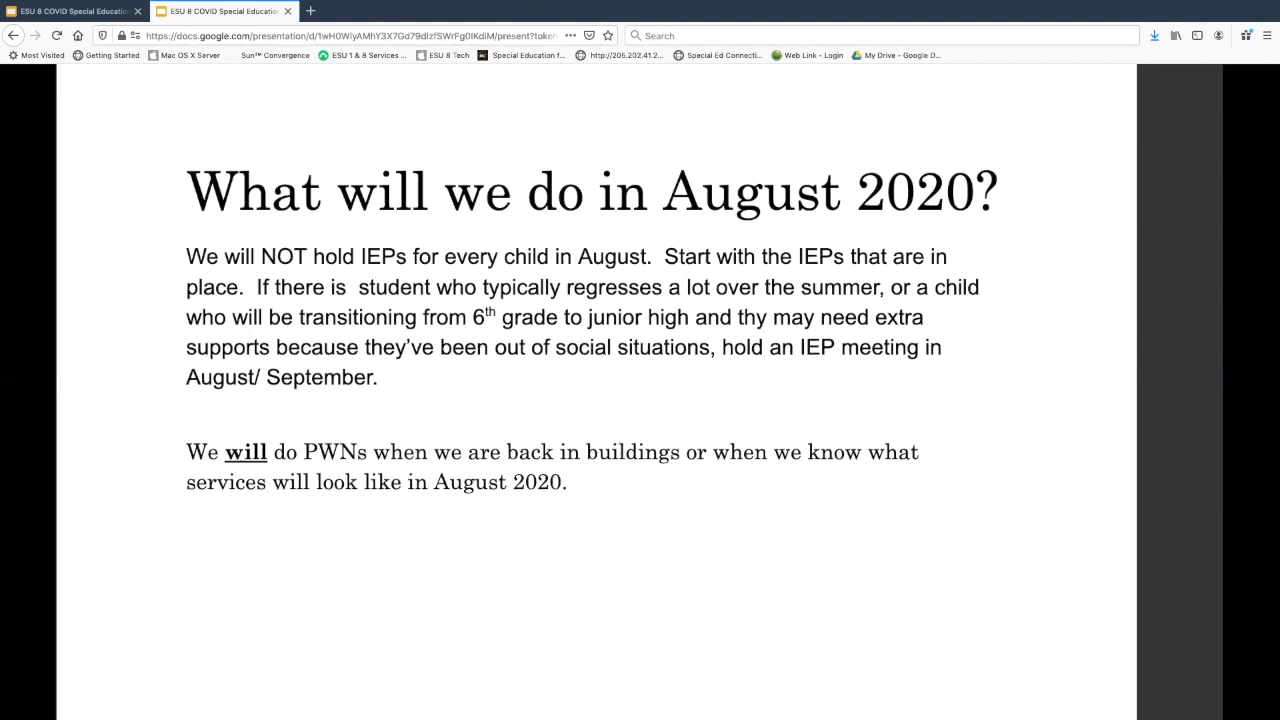 ESU 8 COVID Special Education
ESU 8 COVID Special Educatio
https://docs.google.com/presentation/d/1wH0WlyAMhY3X7Gd79dlzfSWrFg0lKdiM/present?token
Search
Most Visited
Getting Started
Mac OS X Server
Sun™ Convergence
ESU 1 & 8 Services ...
ESU 8 Tech
Special Education f...
http://205.202.41.2...
Special Ed Connecti...
Web Link - Login
My Drive - Google D...
What will we do in August 2020?
We will NOT hold IEPs for every child in August. Start with the IEPs that are in
place. If there is student who typically regresses a lot over the summer, or a child
who will be transitioning from 6th grade to junior high and thy may need extra
supports because they’ve been out of social situations, hold an IEP meeting in
August/ September.
We will do PWNs when we are back in buildings or when we know what
services will look like in August 2020.